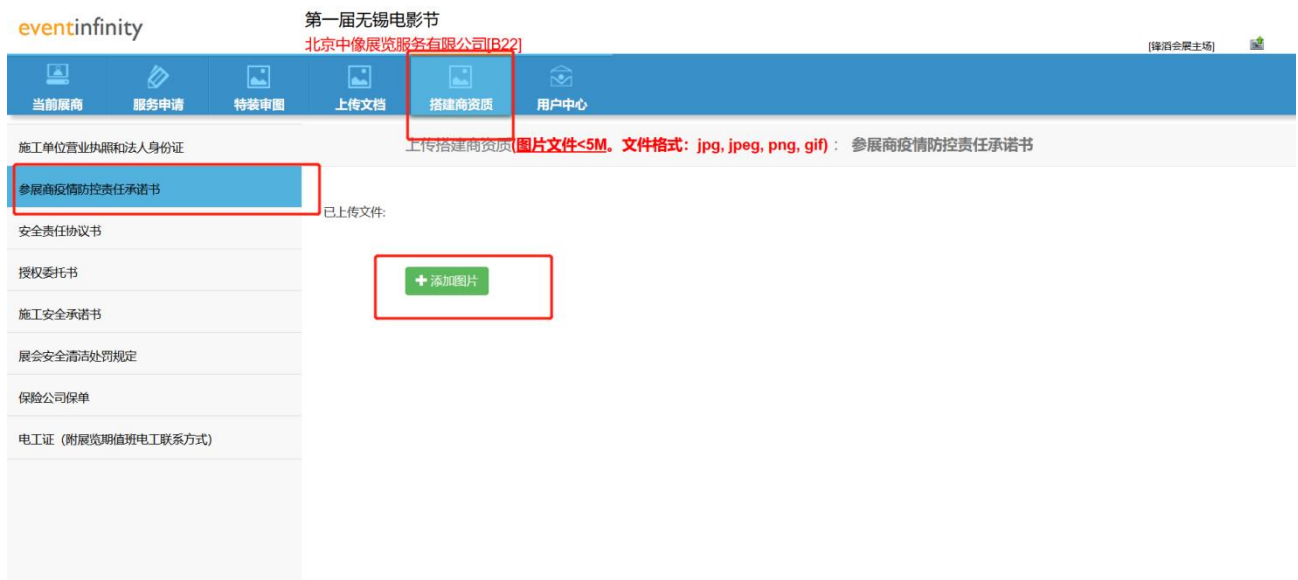 eventinfinity
第一届无锡电影节
北京中像展览服务有限公司[B22]
[锋滔会展主场]
当前展商 服务申请 特装审图 上传文档 搭建商资质 用户中心
施工单位营业执照和法人身份证
上传搭建商资质(图片文件<5M。文件格式：jpg, jpeg, png, gif)： 参展商疫情防控责任承诺书
参展商疫情防控责任承诺书
已上传文件:
安全责任协议书
授权委托书
添加图片
施工安全承诺书
展会安全清洁处罚规定
保险公司保单
电工证（附展览期值班电工联系方式）